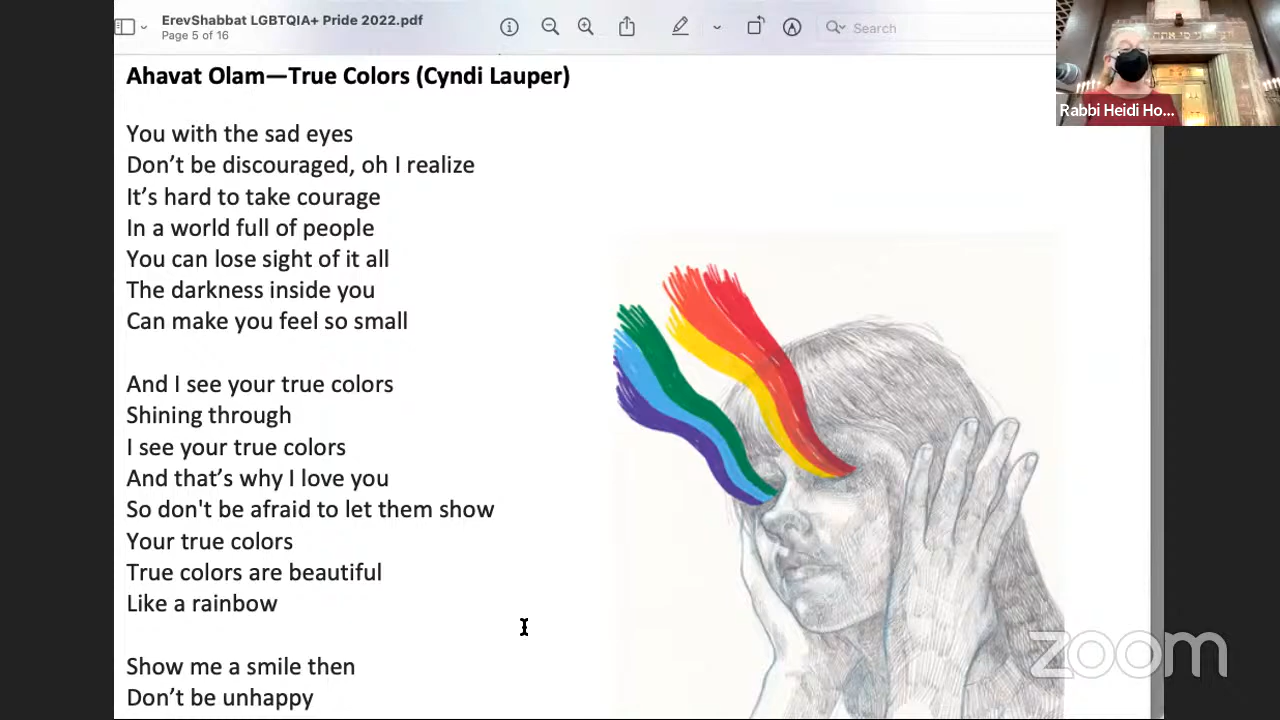 ErevShabbat LGBTQIA+ Pride 2022.pdf
Page 5 of 16
Search
Rabbi Heidi Ho...
Ahavat Olam—True Colors (Cyndi Lauper)
You with the sad eyes
Don’t be discouraged, oh I realize
It’s hard to take courage
In a world full of people
You can lose sight of it all
The darkness inside you
Can make you feel so small
And I see your true colors
Shining through
I see your true colors
And that’s why I love you
So don't be afraid to let them show
Your true colors
True colors are beautiful
Like a rainbow
Show me a smile then
Don’t be unhappy
zoom